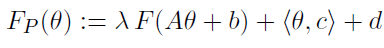 F_P(θ) := λ F(Aθ + b) + ⟨θ, c⟩ + d